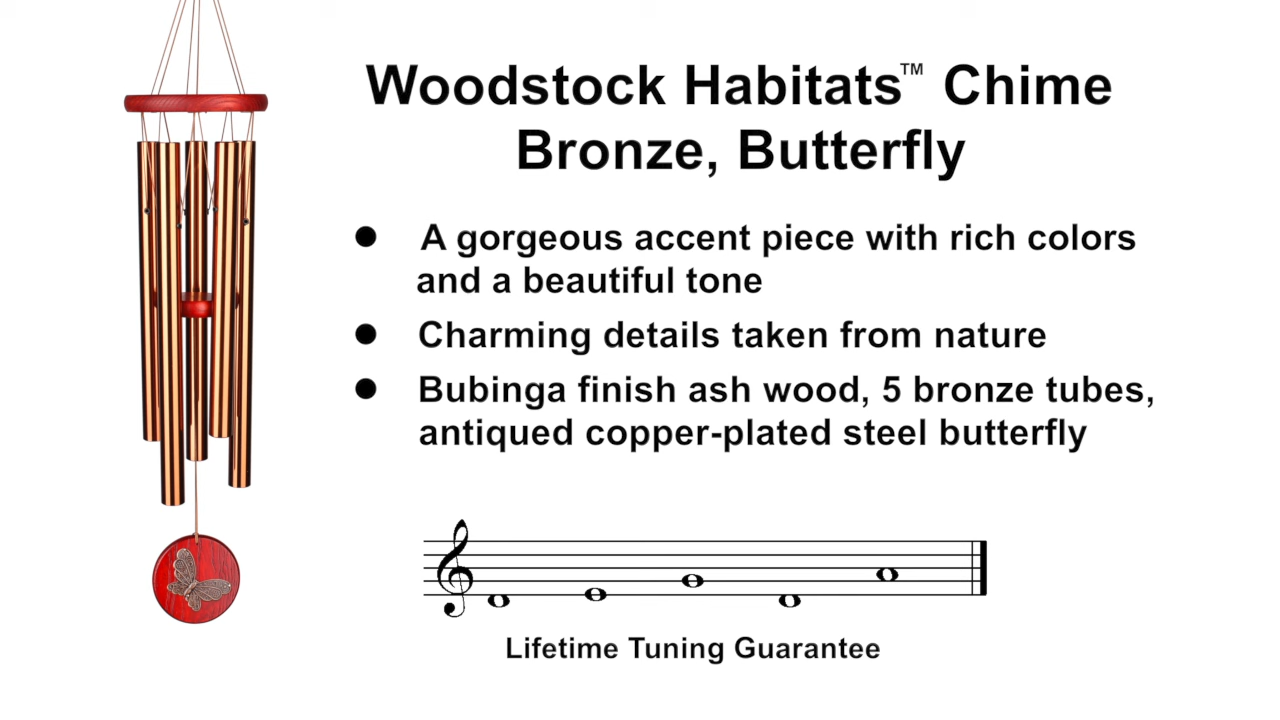 Woodstock Habitats™ Chime
Bronze, Butterfly
● A gorgeous accent piece with rich colors
and a beautiful tone
● Charming details taken from nature
● Bubinga finish ash wood, 5 bronze tubes,
antiqued copper-plated steel butterfly
Lifetime Tuning Guarantee